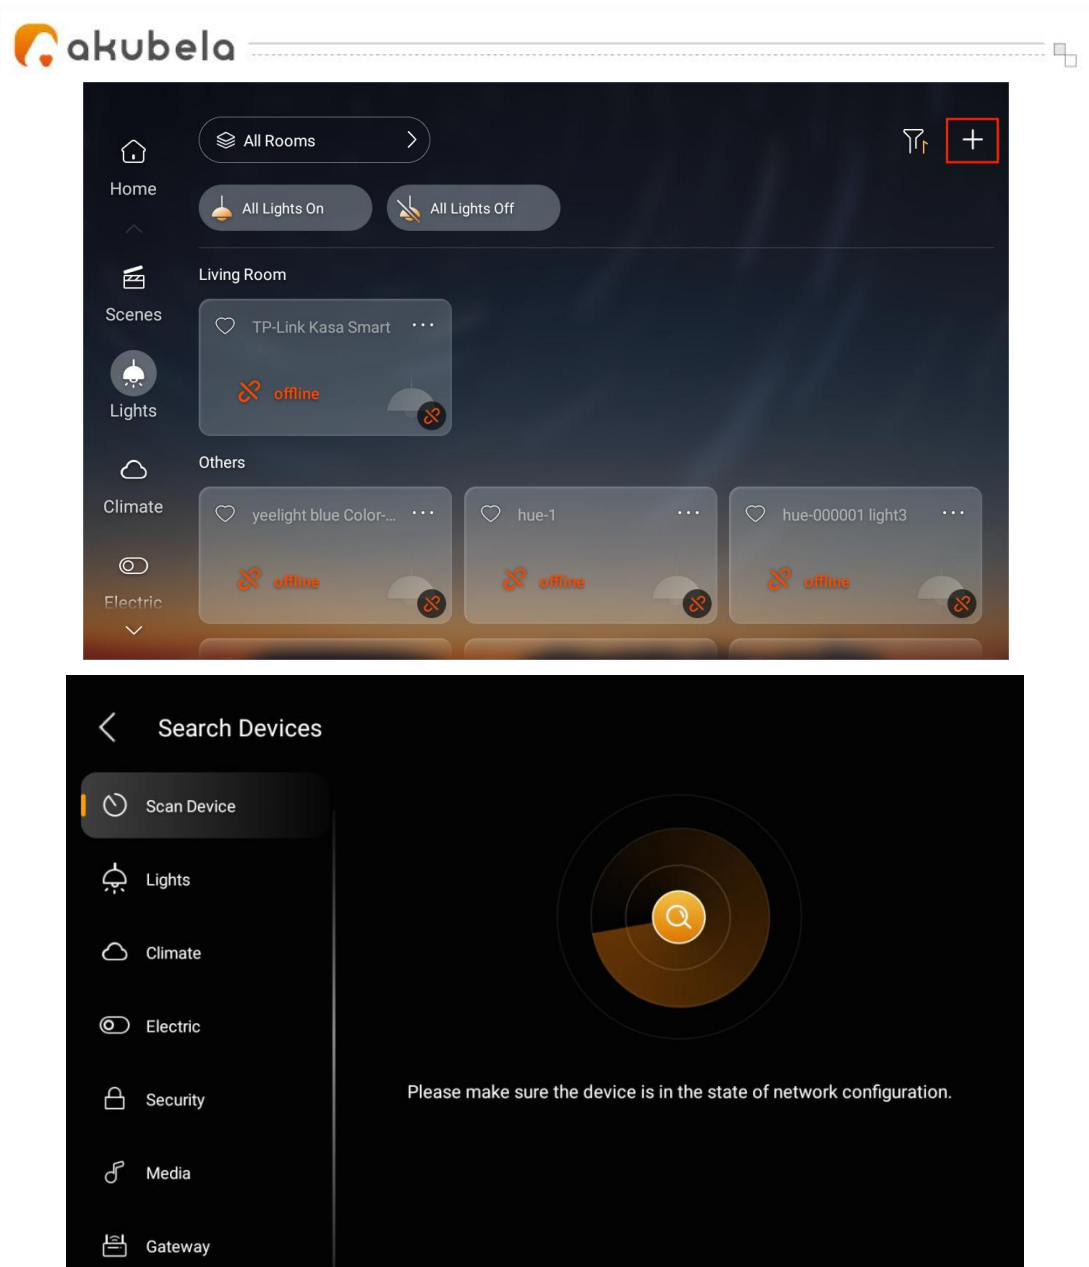 akubela
All Rooms
Home
All Lights On
All Lights Off
Living Room
Scenes
TP-Link Kasa Smart
offline
Lights
Others
Climate
yeelight blue Color-...
hue-1
hue-000001 light3
offline
offline
offline
Electric
Search Devices
Scan Device
Lights
Climate
Electric
Security
Please make sure the device is in the state of network configuration.
Media
Gateway